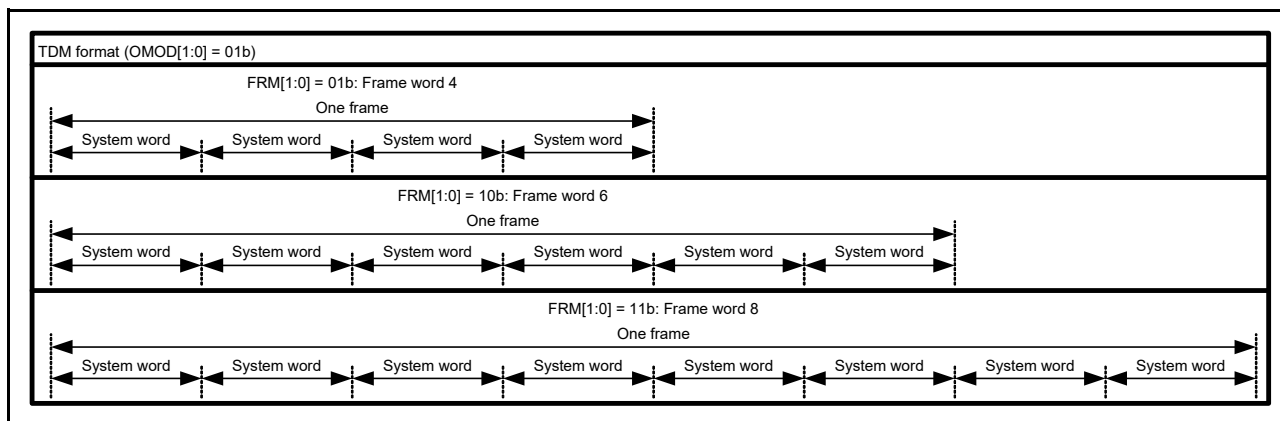 TDM format (OMOD[1:0] = 01b)
FRM[1:0] = 01b: Frame word 4
One frame
System word System word System word System word
FRM[1:0] = 10b: Frame word 6
One frame
System word System word System word System word System word System word
FRM[1:0] = 11b: Frame word 8
One frame
System word System word System word System word System word System word System word System word